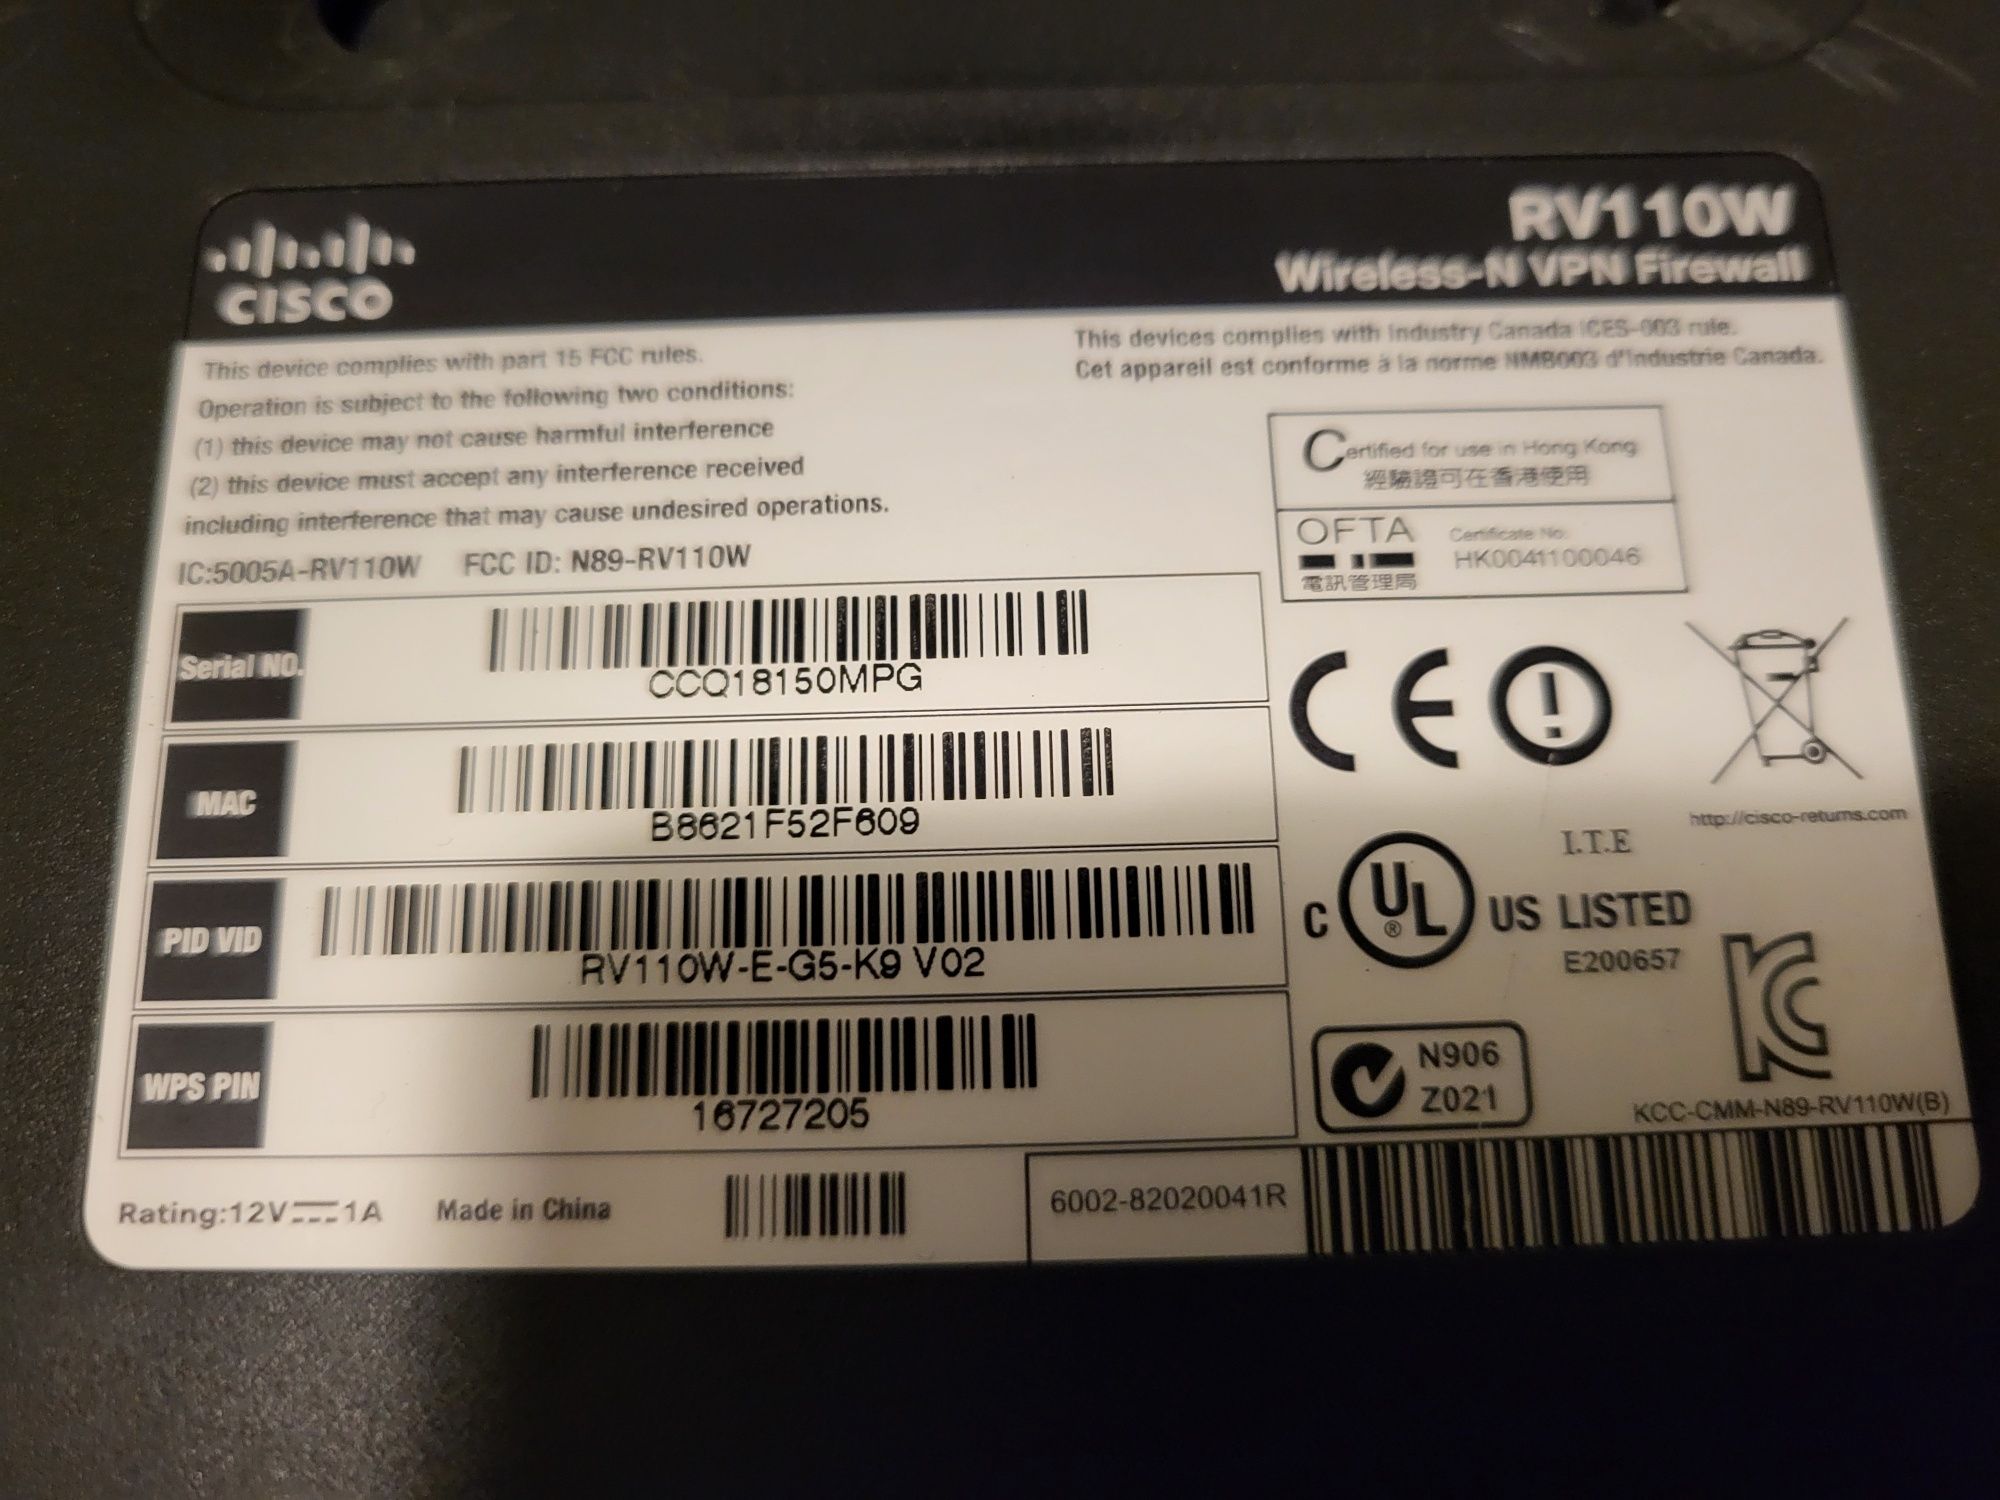 CISCO
RV110W
Wireless-N VPN Firewall
This device complies with part 15 FCC rules.
Operation is subject to the following two conditions:
(1) this device may not cause harmful interference
(2) this device must accept any interference received
including interference that may cause undesired operations.
IC:5005A-RV110W FCC ID: N89-RV110W
This devices complies with Industry Canada ICES-003 rule.
Cet appareil est conforme à la norme NMB003 d'Industrie Canada.
Certified for use in Hong Kong
經驗證可在香港使用
OFTA
電訊管理局
Certificate No.
HK0041100046
Serial NO.
CCQ18150MPG
MAC
B8621F52F609
PID VID
RV110W-E-G5-K9 V02
WPS PIN
16727205
CE
http://cisco-returns.com
I.T.E
C UL ® US LISTED
E200657
N906
Z021
KC
KCC-CMM-N89-RV110W(B)
Rating:12V⎓1A
Made in China
6002-82020041R